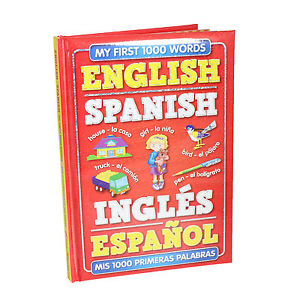 MY FIRST 1000 WORDS
ENGLISH
SPANISH
house - la casa
girl - la niña
bird - el pájaro
truck - el camión
pen - el bolígrafo
INGLÉS
ESPAÑOL
MIS 1000 PRIMERAS PALABRAS